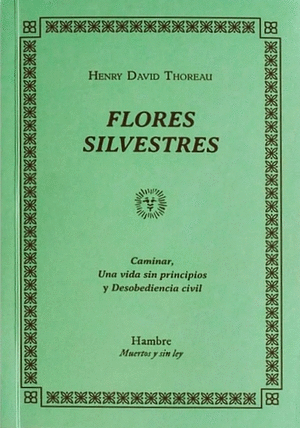 HENRY DAVID THOREAU
FLORES
SILVESTRES
Caminar,
Una vida sin principios
y Desobediencia civil
Hambre
Muertos y sin ley